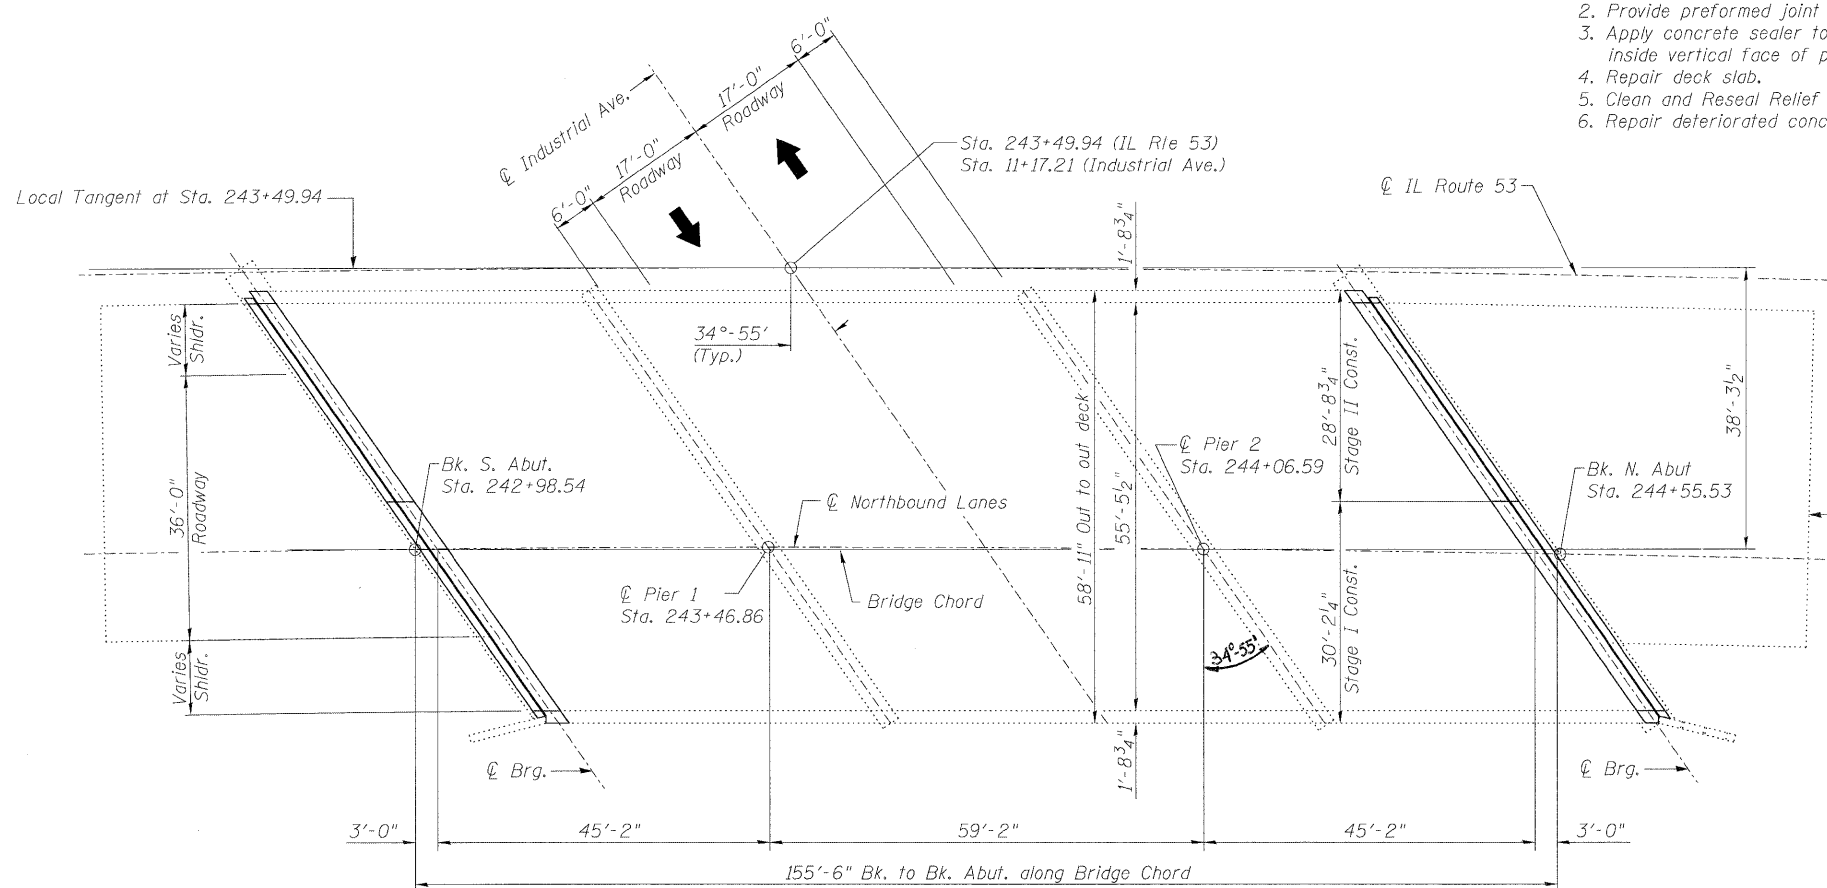 2. Provide preformed joint
3. Apply concrete sealer to
inside vertical face of p
4. Repair deck slab.
5. Clean and Reseal Relief
6. Repair deteriorated conc
6'-0"
17'-0"
Roadway
17'-0"
Roadway
6'-0"
℄ Industrial Ave.
Sta. 243+49.94 (IL Rte 53)
Sta. 11+17.21 (Industrial Ave.)
Local Tangent at Sta. 243+49.94
℄ IL Route 53
1'-8¾"
34°-55'
(Typ.)
Varies
Shldr.
36'-0"
Roadway
Varies
Shldr.
58'-11" Out to out deck
55'-5½"
28'-8¾"
Stage II Const.
30'-2¼"
Stage I Const.
38'-3½"
Bk. S. Abut.
Sta. 242+98.54
℄ Northbound Lanes
℄ Pier 2
Sta. 244+06.59
Bk. N. Abut
Sta. 244+55.53
℄ Pier 1
Sta. 243+46.86
Bridge Chord
34°-55'
1'-8¾"
℄ Brg.
℄ Brg.
3'-0"
45'-2"
59'-2"
45'-2"
3'-0"
155'-6" Bk. to Bk. Abut. along Bridge Chord